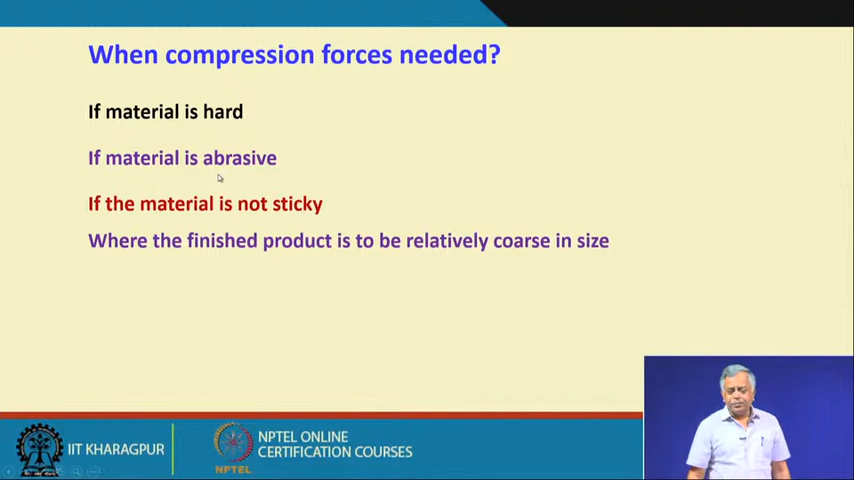 When compression forces needed?
If material is hard
If material is abrasive
If the material is not sticky
Where the finished product is to be relatively coarse in size
IIT KHARAGPUR
NPTEL
NPTEL ONLINE
CERTIFICATION COURSES